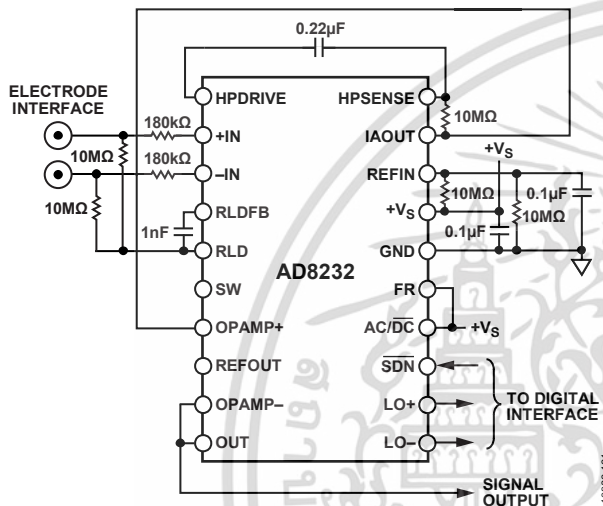 0.22µF
ELECTRODE
INTERFACE
HPDRIVE
HPSENSE
180kΩ
+IN
10MΩ
IAOUT
+VS
10MΩ
180kΩ
–IN
REFIN
10MΩ
0.1µF
10MΩ
RLDFB
+VS
10MΩ
1nF
0.1µF
RLD
GND
AD8232
SW
FR
OPAMP+
AC/DC
+VS
REFOUT
SDN
OPAMP–
LO+
TO DIGITAL
INTERFACE
OUT
LO–
SIGNAL
OUTPUT